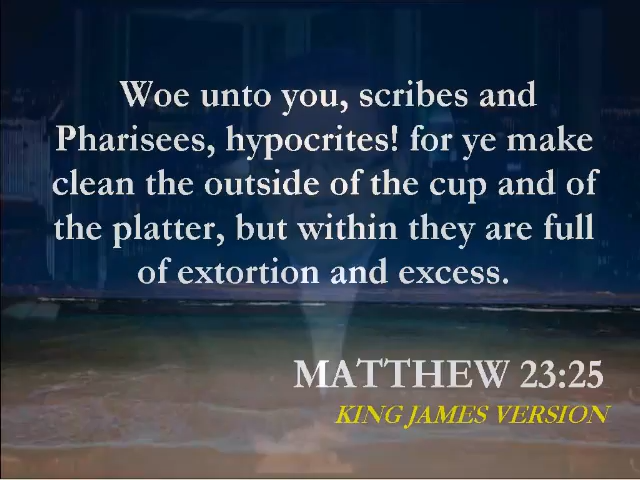 Woe unto you, scribes and
Pharisees, hypocrites! for ye make
clean the outside of the cup and of
the platter, but within they are full
of extortion and excess.
MATTHEW 23:25
KING JAMES VERSION